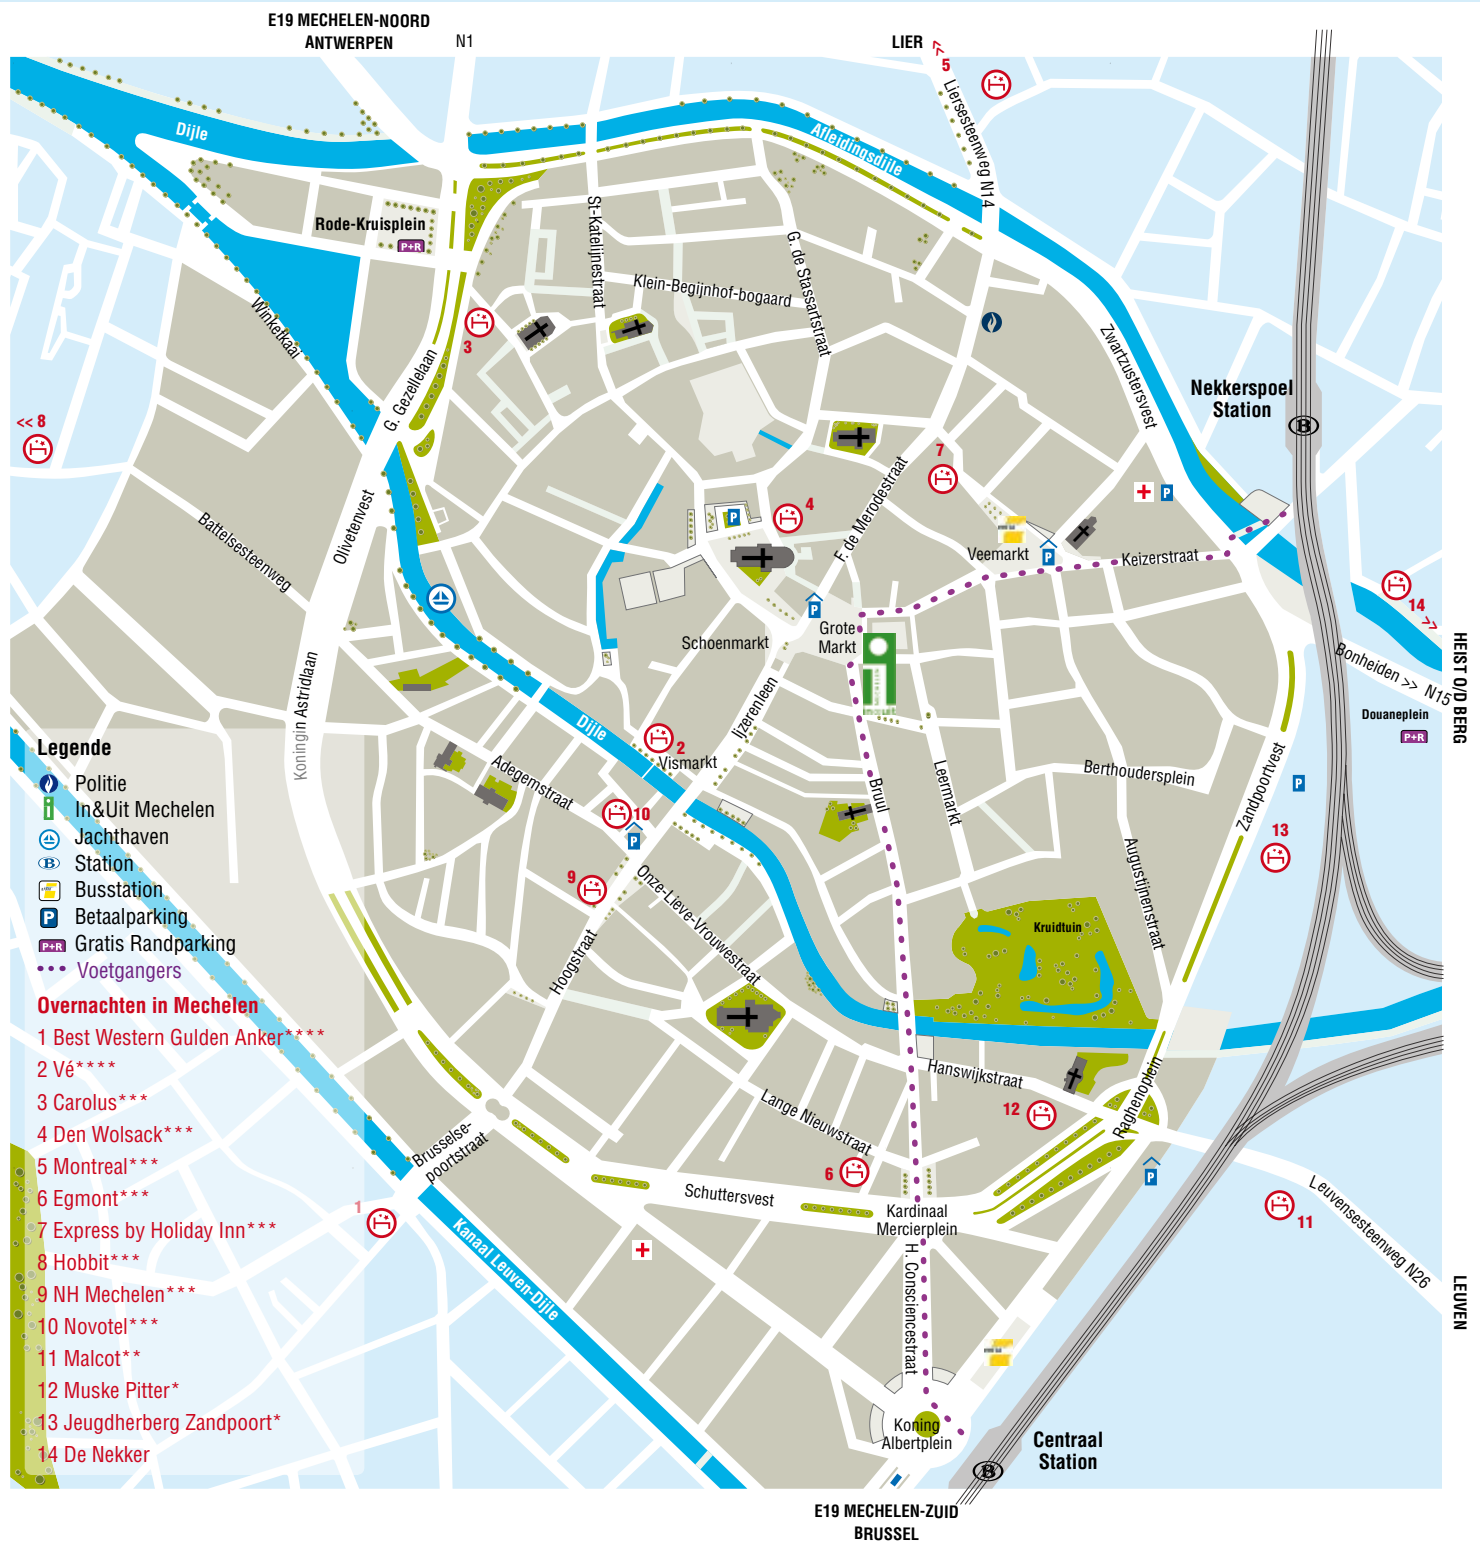 E19 MECHELEN-NOORD
ANTWERPEN
N1
LIER
>>
5
Liersesteenweg N14
Dijle
Afleidingsdijle
Rode-Kruisplein
P+R
St-Katelijnestraat
G. de Stassartstraat
Klein-Begijnhof-bogaard
Winketkaai
3
G. Gezellelaan
Zwartzustersvest
Nekkerspoel
Station
B
<< 8
7
P
4
P
Olivetenvest
Battelsesteenweg
F. de Merodestraat
Veemarkt
P
Keizerstraat
14
>>
P
Grote
Markt
Schoenmarkt
MECHELEN
in&uit
HEIST O/D BERG
Bonheiden >> N15
Koningin Astridlaan
Ijzerenleen
Douaneplein
P+R
Dijle
2
Vismarkt
Adegemstraat
Bruul
Leermarkt
Berthoudersplein
Zandpoortvest
P
10
P
13
9
Onze-Lieve-Vrouwestraat
Augustijnenstraat
Hoogstraat
Kruidtuin
Hanswijkstraat
12
Raghenoplein
Lange Nieuwstraat
Brusselse-
poortstraat
6
P
Schuttersvest
Kardinaal
Mercierplein
11
Leuvensesteenweg N26
1
Kanaal Leuven-Dijle
H. Consciencestraat
LEUVEN
Koning
Albertplein
Centraal
Station
B
E19 MECHELEN-ZUID
BRUSSEL
Legende
Politie
In&Uit Mechelen
Jachthaven
B Station
Busstation
P Betaalparking
P+R Gratis Randparking
Voetgangers
Overnachten in Mechelen
1 Best Western Gulden Anker****
2 Vé****
3 Carolus***
4 Den Wolsack***
5 Montreal***
6 Egmont***
7 Express by Holiday Inn***
8 Hobbit***
9 NH Mechelen***
10 Novotel***
11 Malcot**
12 Muske Pitter*
13 Jeugdherberg Zandpoort*
14 De Nekker